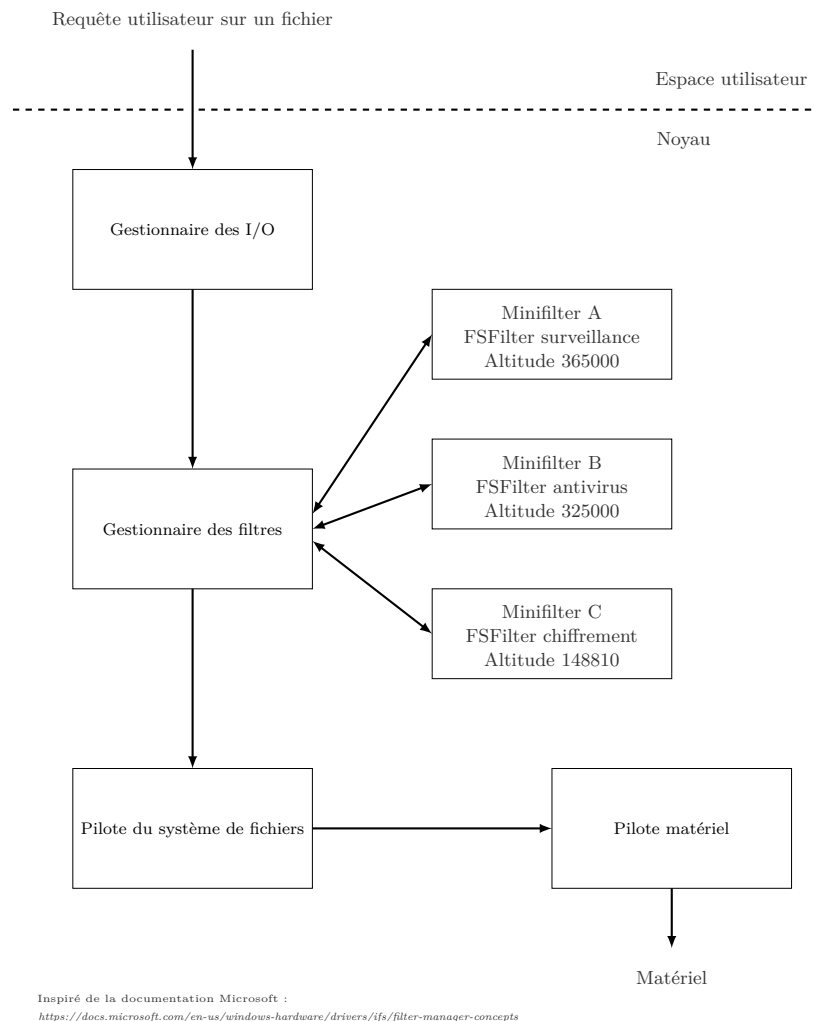 Requête utilisateur sur un fichier
Espace utilisateur
Noyau
Gestionnaire des I/O
Minifilter A
FSFilter surveillance
Altitude 365000
Minifilter B
FSFilter antivirus
Altitude 325000
Gestionnaire des filtres
Minifilter C
FSFilter chiffrement
Altitude 148810
Pilote du système de fichiers
Pilote matériel
Matériel
Inspiré de la documentation Microsoft :
https://docs.microsoft.com/en-us/windows-hardware/drivers/ifs/filter-manager-concepts